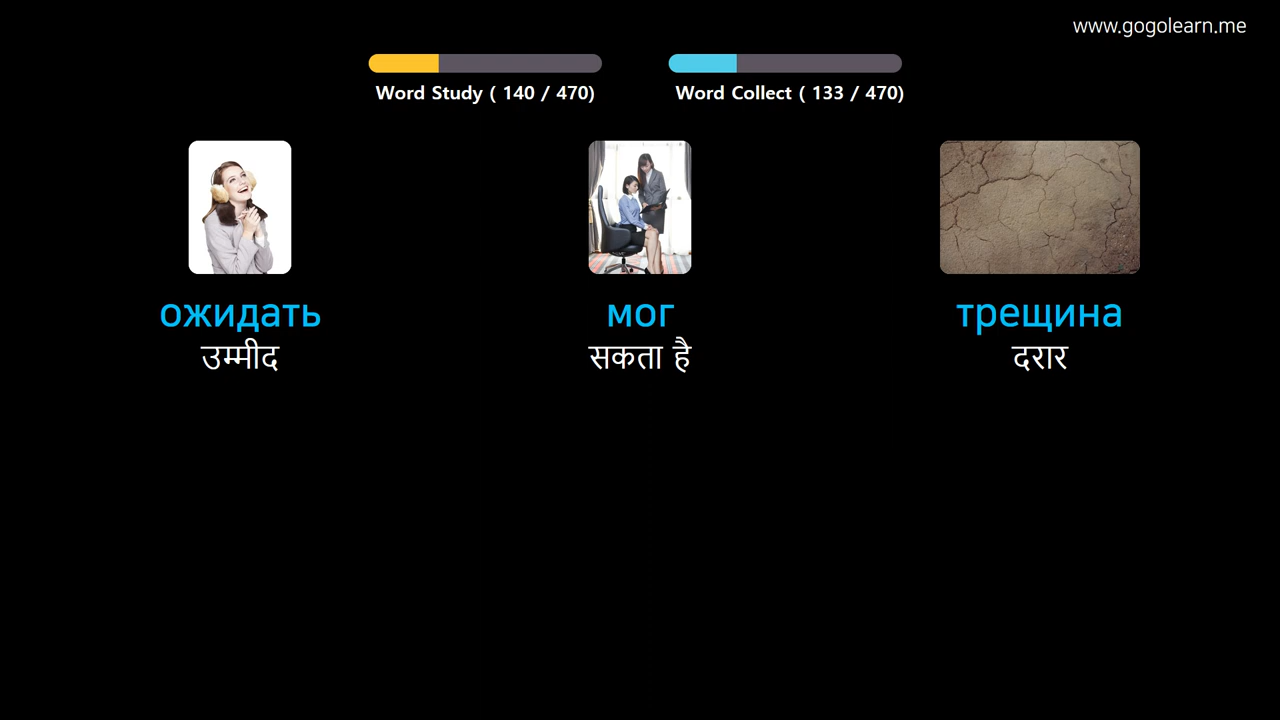 www.gogolearn.me
Word Study ( 140 / 470)
Word Collect ( 133 / 470)
ожидать
उम्मीद
мог
सकता है
трещина
दरार